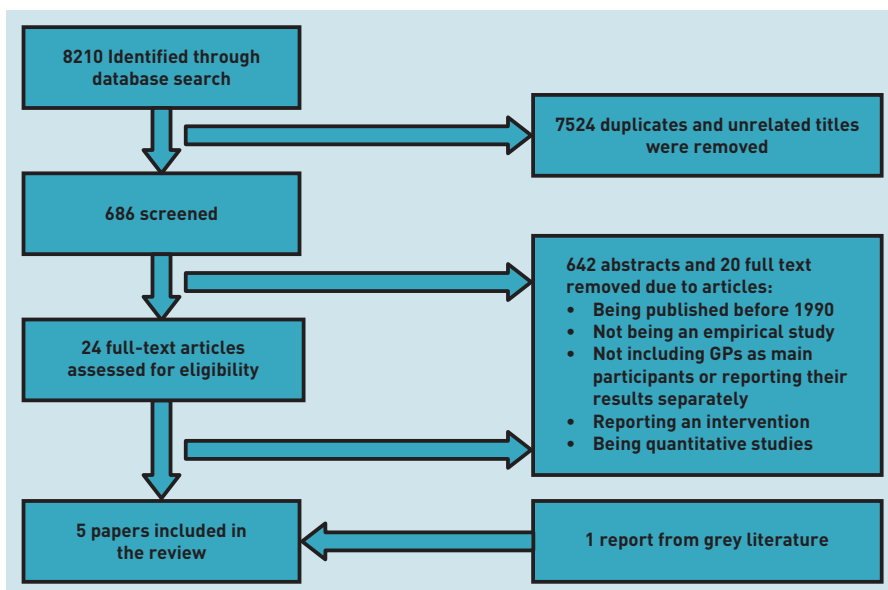 8210 Identified through
database search
7524 duplicates and unrelated titles
were removed
686 screened
642 abstracts and 20 full text
removed due to articles:
• Being published before 1990
• Not being an empirical study
• Not including GPs as main
participants or reporting their
results separately
• Reporting an intervention
• Being quantitative studies
24 full-text articles
assessed for eligibility
5 papers included in
the review
1 report from grey literature